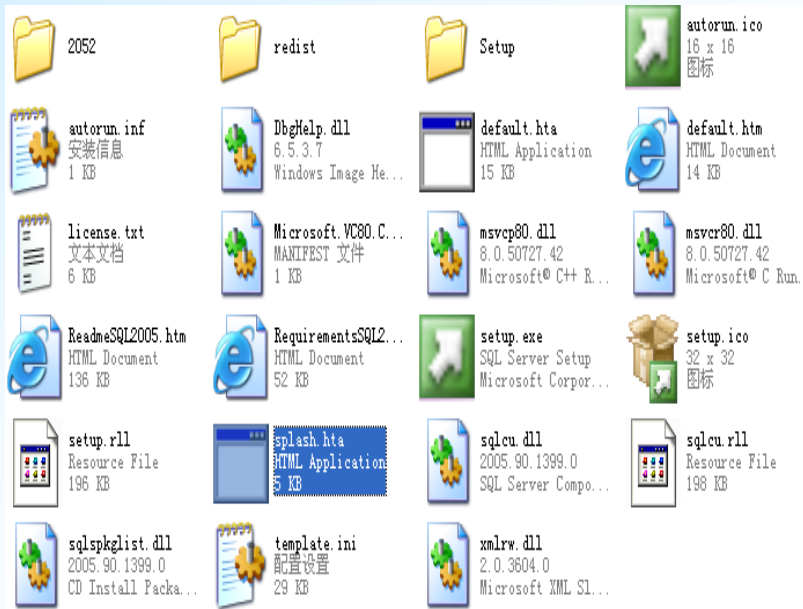 2052
redist
Setup
autorun.ico
16 x 16
图标
autorun.inf
安装信息
1 KB
DbgHelp.dll
6.5.3.7
Windows Image He...
default.hta
HTML Application
15 KB
default.htm
HTML Document
14 KB
license.txt
文本文档
6 KB
Microsoft.VC80.C...
MANIFEST 文件
1 KB
msvcp80.dll
8.0.50727.42
Microsoft® C++ R...
msvcr80.dll
8.0.50727.42
Microsoft® C Run.
ReadmeSQL2005.htm
HTML Document
136 KB
RequirementsSQL2...
HTML Document
52 KB
setup.exe
SQL Server Setup
Microsoft Corpor...
setup.ico
32 x 32
图标
setup.rll
Resource File
196 KB
splash.hta
HTML Application
5 KB
sqlcu.dll
2005.90.1399.0
SQL Server Compo...
sqlcu.rll
Resource File
198 KB
sqlspkglist.dll
2005.90.1399.0
CD Install Packa...
template.ini
配置设置
29 KB
xmlrw.dll
2.0.3604.0
Microsoft XML Sl...